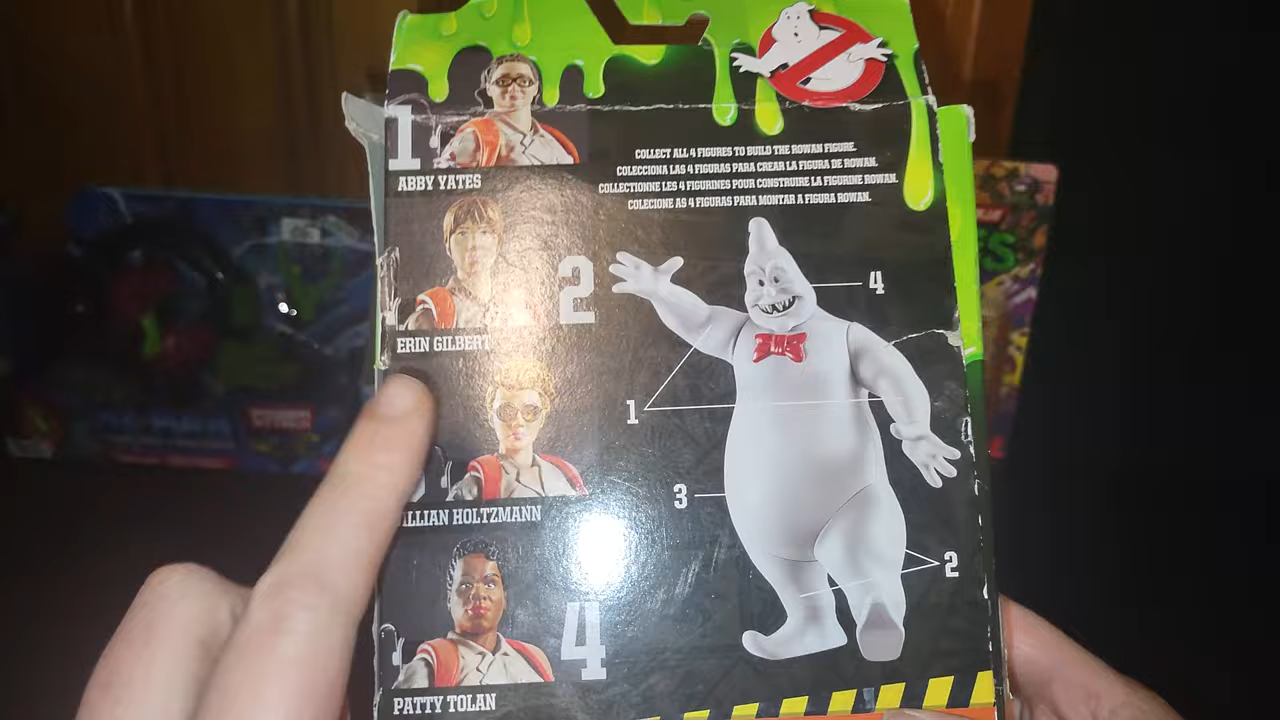 1
ABBY YATES
COLLECT ALL 4 FIGURES TO BUILD THE ROWAN FIGURE.
COLECCIONA LAS 4 FIGURAS PARA CREAR LA FIGURA DE ROWAN.
COLLECTIONNE LES 4 FIGURINES POUR CONSTRUIRE LA FIGURINE ROWAN.
COLECIONE AS 4 FIGURAS PARA MONTAR A FIGURA ROWAN.
2
ERIN GILBERT
ILLIAN HOLTZMANN
4
PATTY TOLAN
4
1
3
2